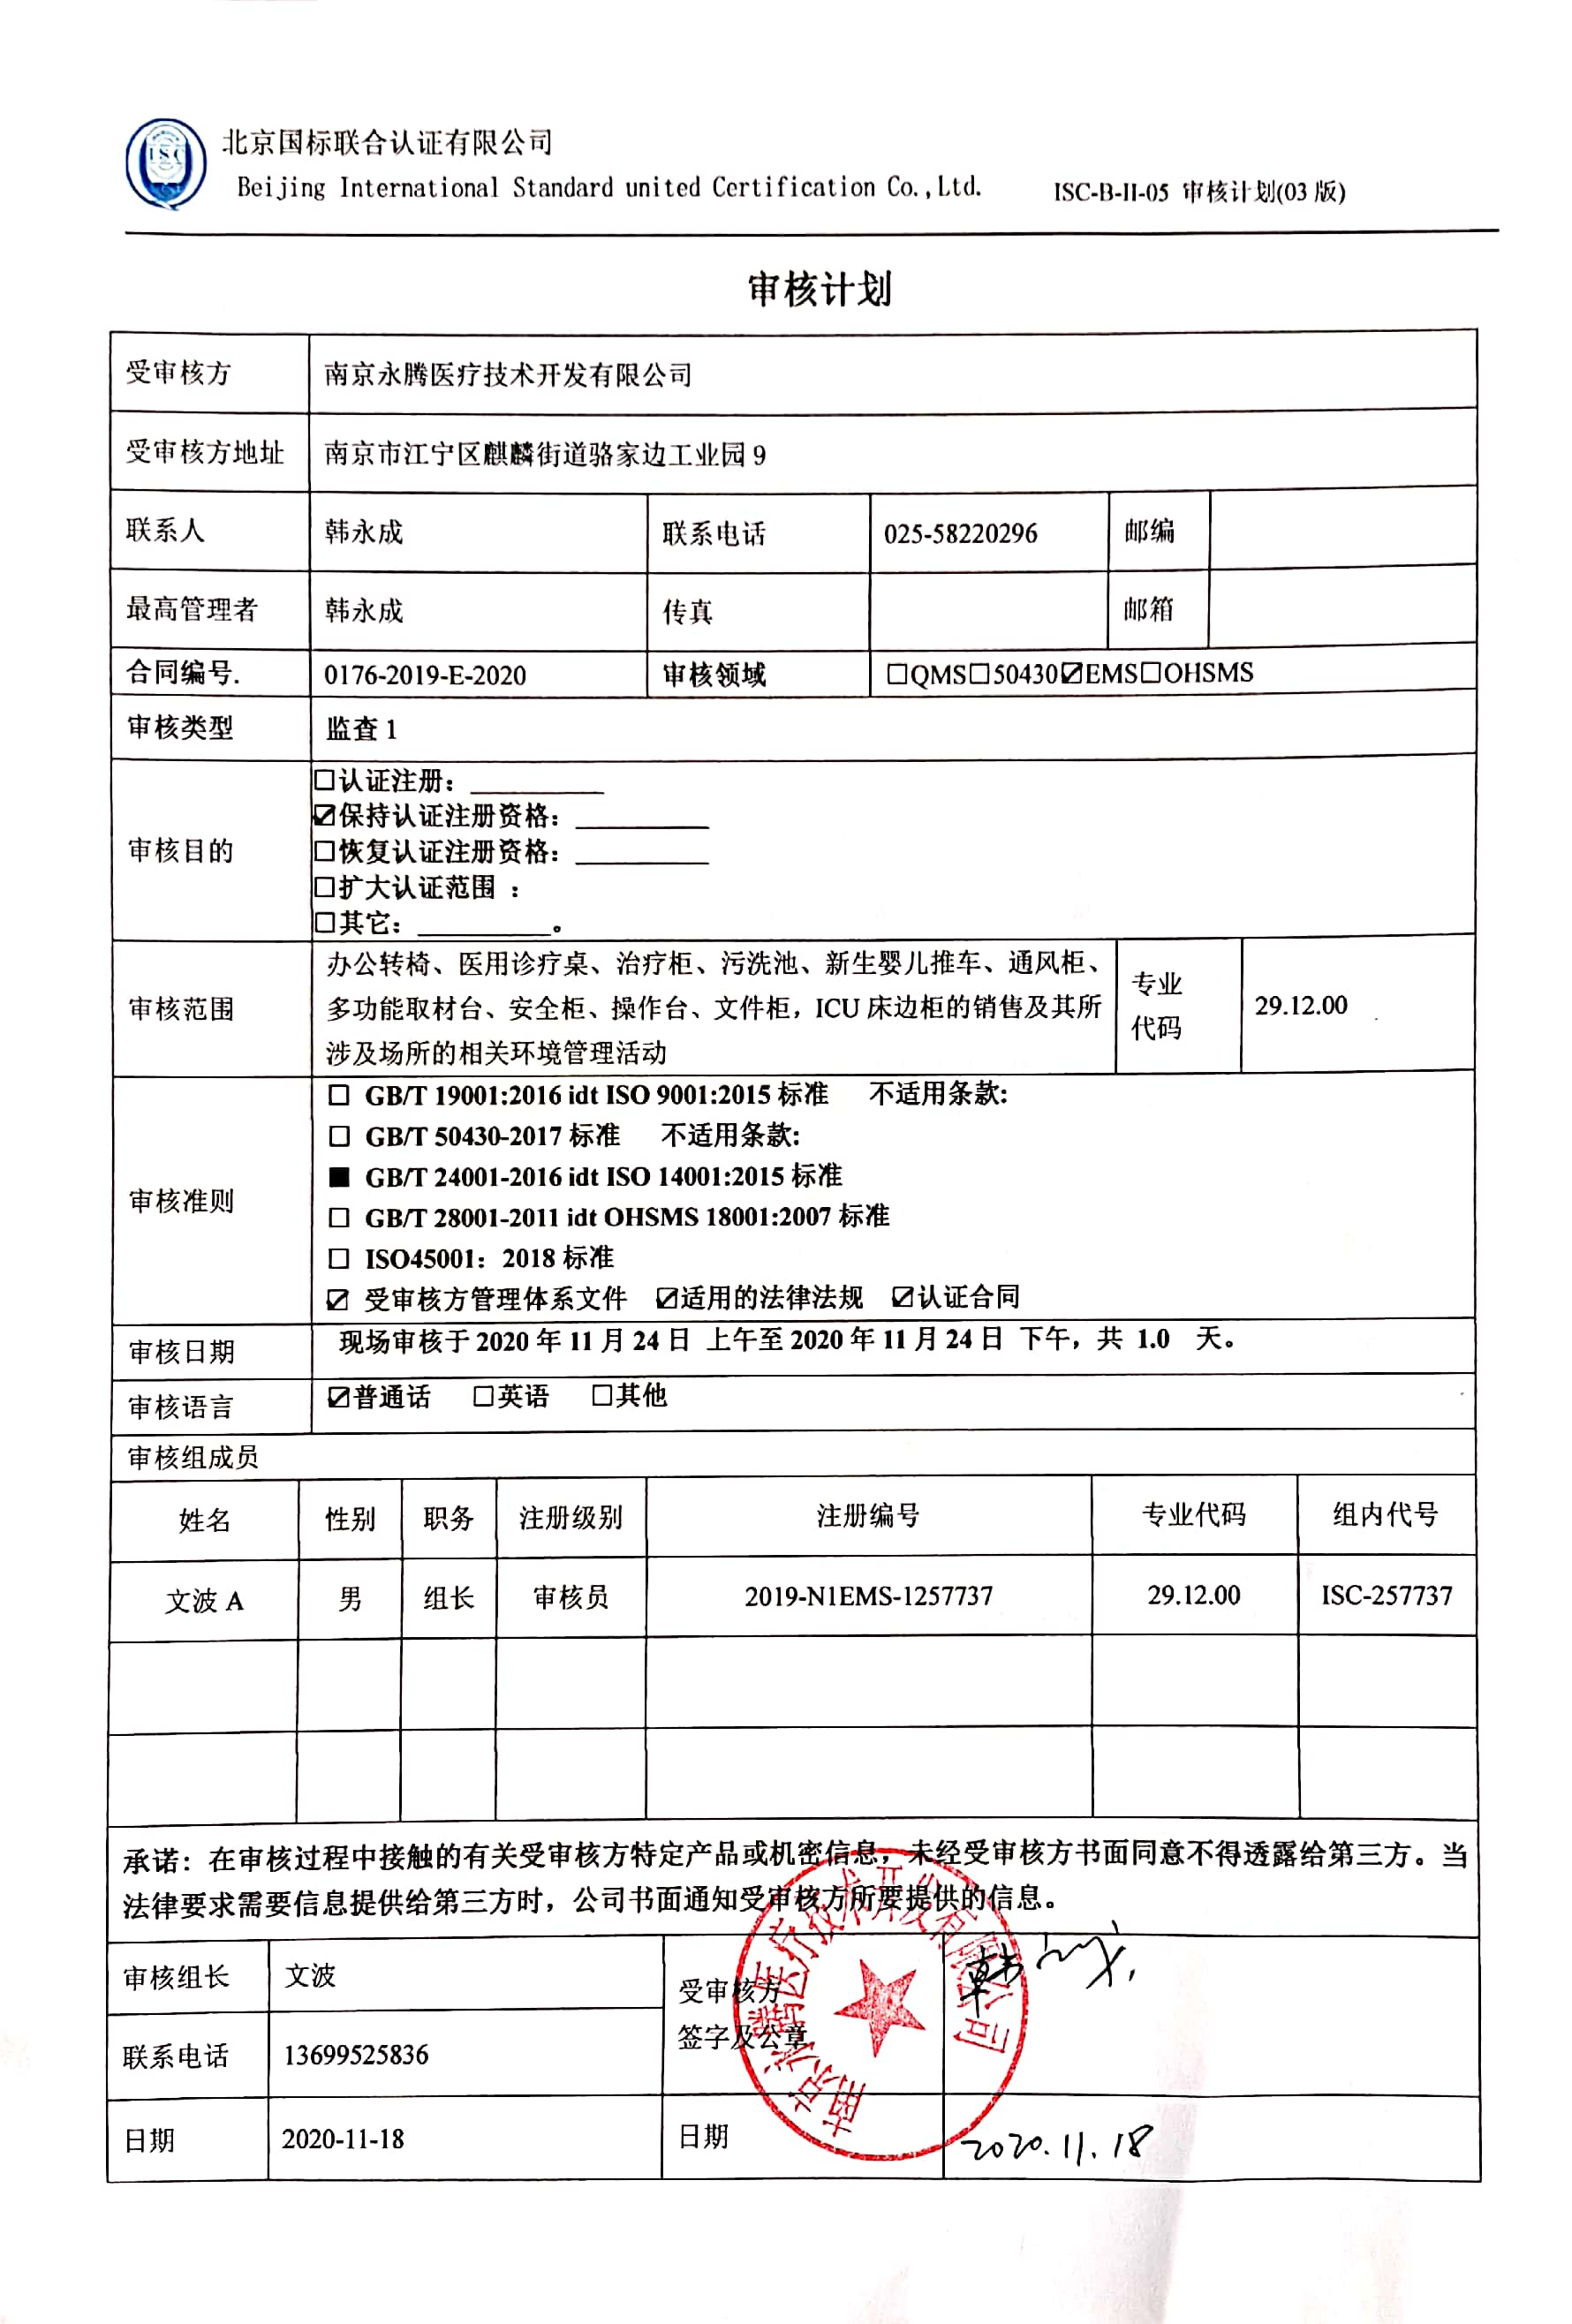 ISC
北京国标联合认证有限公司
Beijing International Standard united Certification Co.,Ltd.
ISC-B-II-05 审核计划(03 版)
审核计划
受审核方 南京永腾医疗技术开发有限公司
受审核方地址 南京市江宁区麒麟街道骆家边工业园 9
联系人 韩永成 联系电话 025-58220296 邮编
最高管理者 韩永成 传真 邮箱
合同编号. 0176-2019-E-2020 审核领域 □QMS□50430☑EMS□OHSMS
审核类型 监查 1
审核目的
□认证注册：__________
☑保持认证注册资格：__________
□恢复认证注册资格：__________
□扩大认证范围 ：
□其它：__________。
审核范围
办公转椅、医用诊疗桌、治疗柜、污洗池、新生婴儿推车、通风柜、
多功能取材台、安全柜、操作台、文件柜，ICU 床边柜的销售及其所
涉及场所的相关环境管理活动
专业
代码
29.12.00
审核准则
□ GB/T 19001:2016 idt ISO 9001:2015 标准 不适用条款:
□ GB/T 50430-2017 标准 不适用条款:
■ GB/T 24001-2016 idt ISO 14001:2015 标准
□ GB/T 28001-2011 idt OHSMS 18001:2007 标准
□ ISO45001：2018 标准
☑ 受审核方管理体系文件 ☑适用的法律法规 ☑认证合同
审核日期 现场审核于 2020 年 11 月 24 日 上午至 2020 年 11 月 24 日 下午，共 1.0 天。
审核语言 ☑普通话 □英语 □其他
审核组成员
姓名 性别 职务 注册级别 注册编号 专业代码 组内代号
文波 A 男 组长 审核员 2019-N1EMS-1257737 29.12.00 ISC-257737
承诺：在审核过程中接触的有关受审核方特定产品或机密信息，未经受审核方书面同意不得透露给第三方。当
法律要求需要信息提供给第三方时，公司书面通知受审核方所要提供的信息。
审核组长 文波
受审核方
签字及公章
韩永成
联系电话 13699525836
日期 2020-11-18 日期 2020.11.18
南京永腾医疗技术开发有限公司